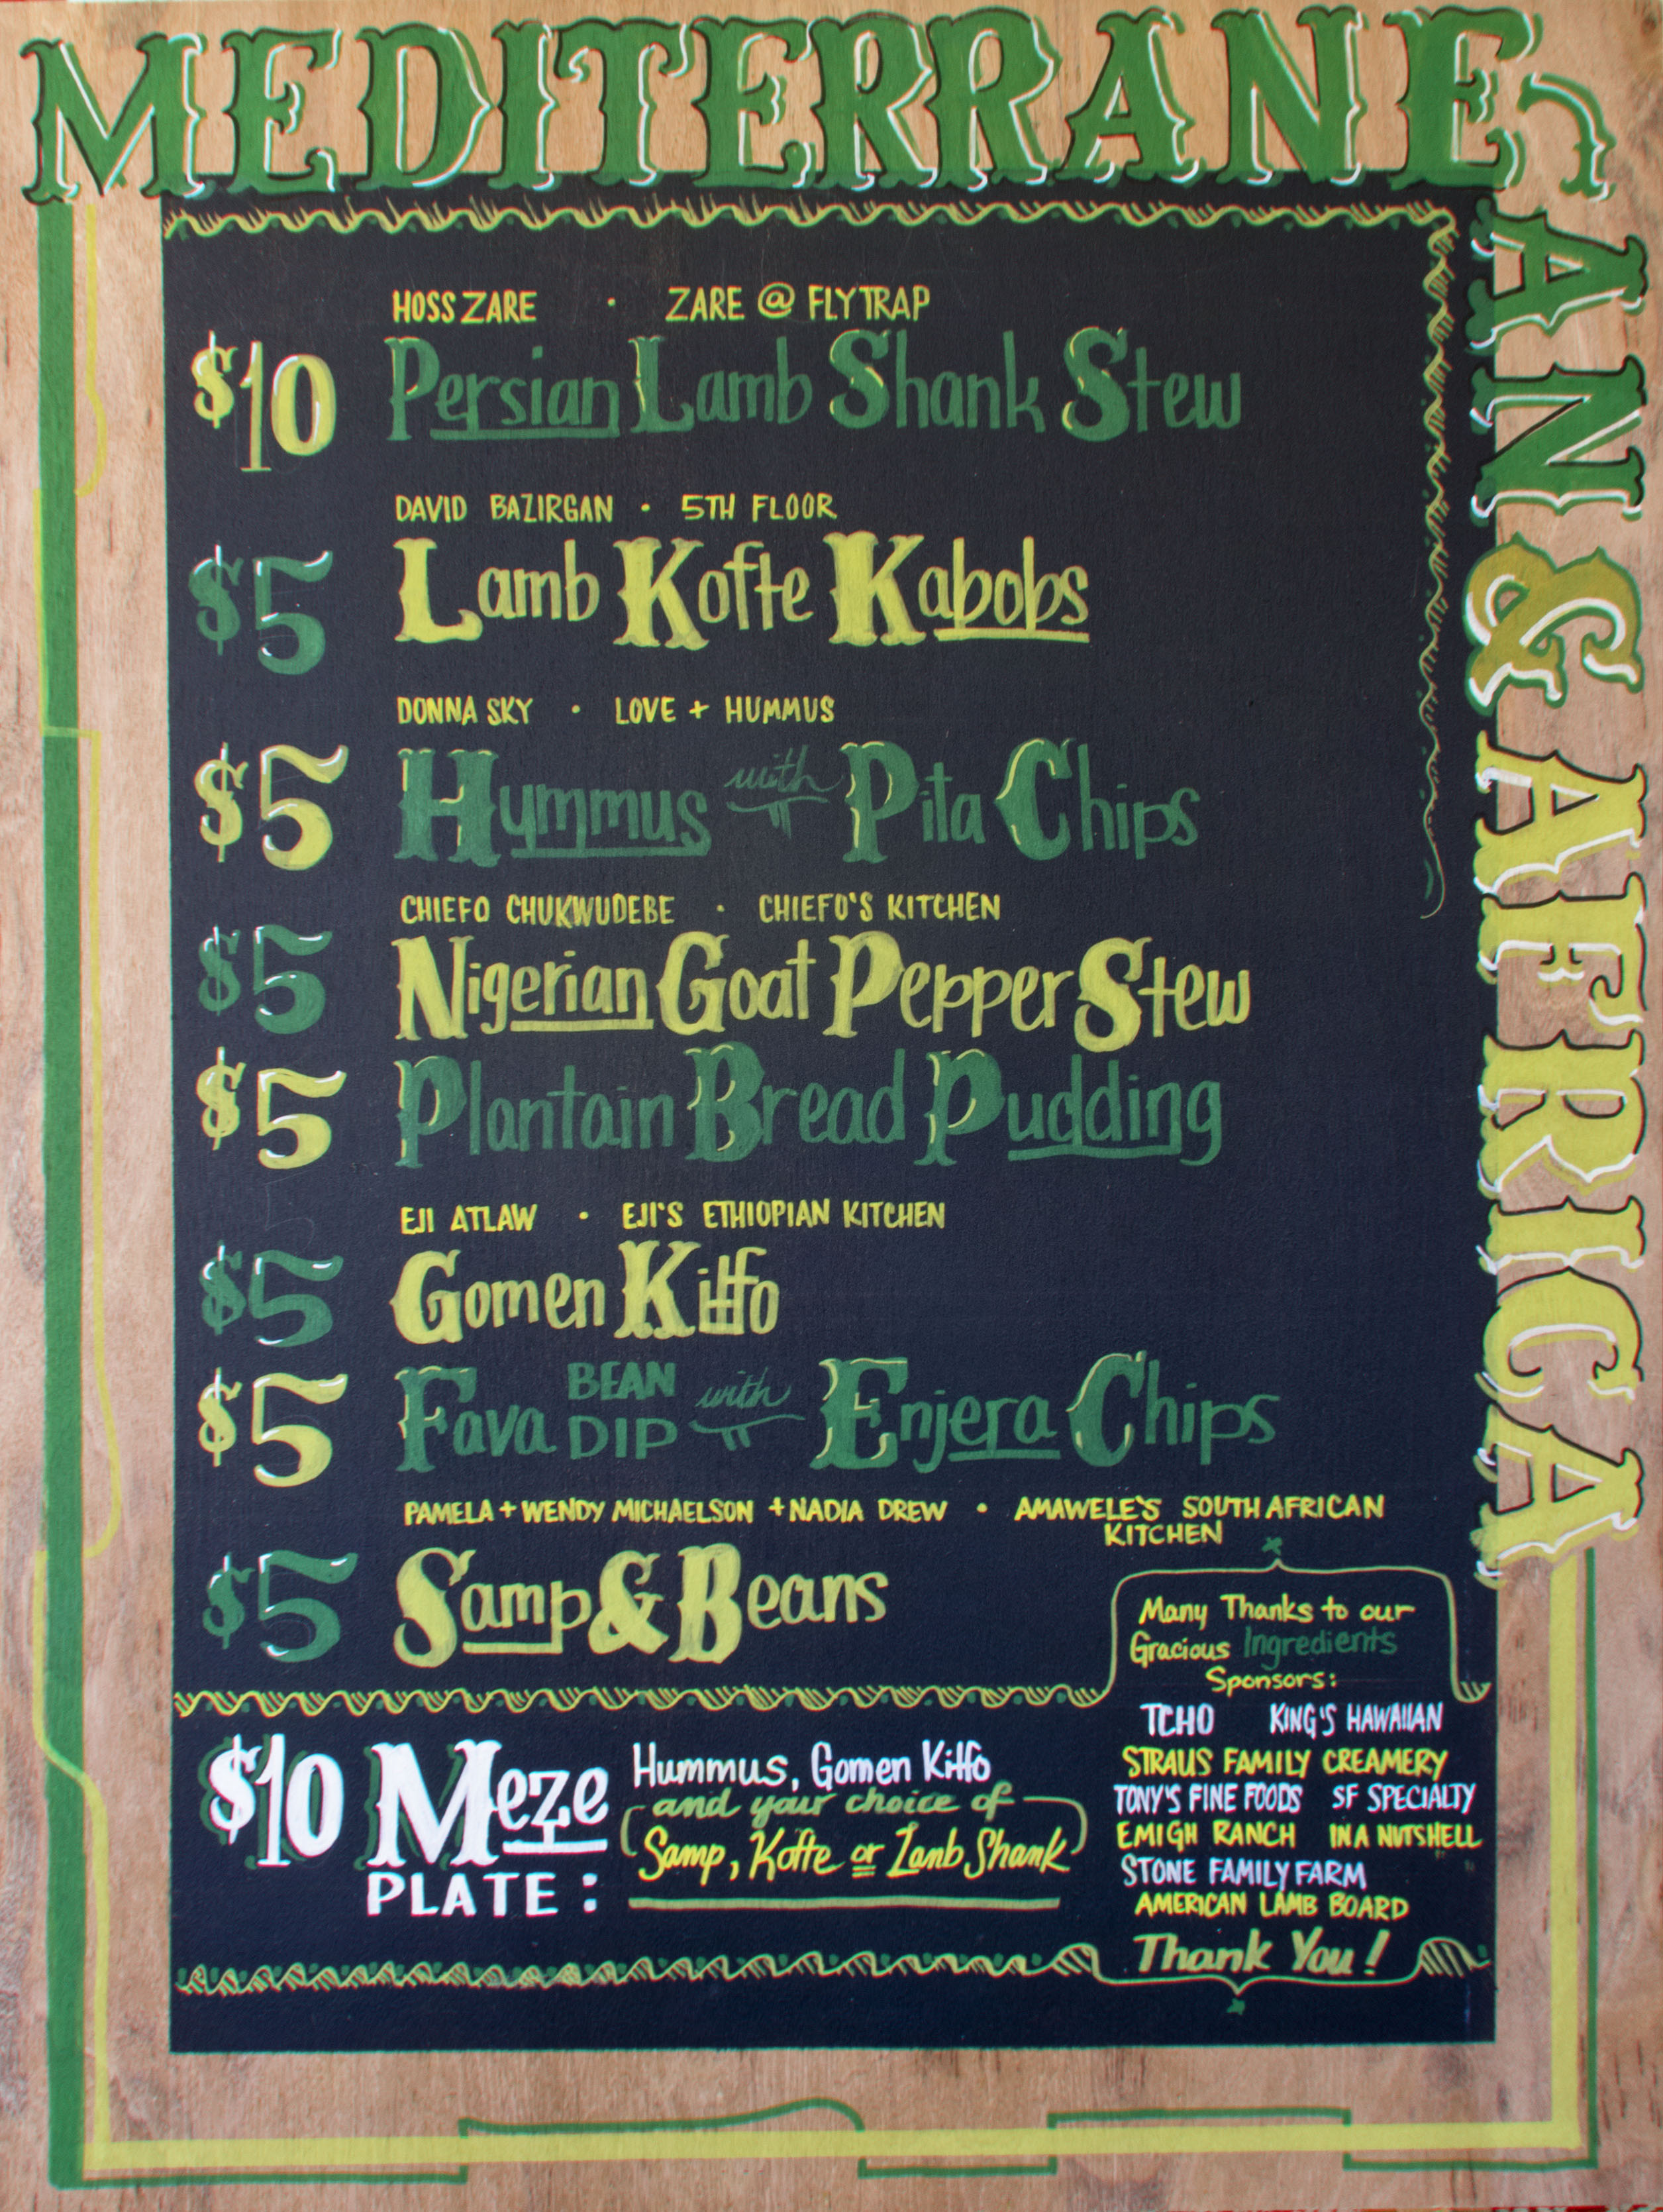 MEDITERRANEAN & AFRICA
HOSS ZARE · ZARE @ FLYTRAP
$10 Persian Lamb Shank Stew
DAVID BAZIRGAN · 5TH FLOOR
$5 Lamb Kofte Kabobs
DONNA SKY · LOVE + HUMMUS
$5 Hummus with Pita Chips
CHIEFO CHUKWUDEBE · CHIEFO'S KITCHEN
$5 Nigerian Goat Pepper Stew
$5 Plantain Bread Pudding
EJI ATLAW · EJI'S ETHIOPIAN KITCHEN
$5 Gomen Kitfo
$5 Fava BEAN DIP with Enjera Chips
PAMELA + WENDY MICHAELSON + NADIA DREW · AMAWELE'S SOUTH AFRICAN
KITCHEN
$5 Samp & Beans
$10 Meze
PLATE:
Hummus, Gomen Kitfo
and your choice of
Samp, Kofte or Lamb Shank
Many Thanks to our
Gracious Ingredients
Sponsors:
TCHO KING'S HAWAIIAN
STRAUS FAMILY CREAMERY
TONY'S FINE FOODS SF SPECIALTY
EMIGH RANCH IN A NUTSHELL
STONE FAMILY FARM
AMERICAN LAMB BOARD
Thank You!